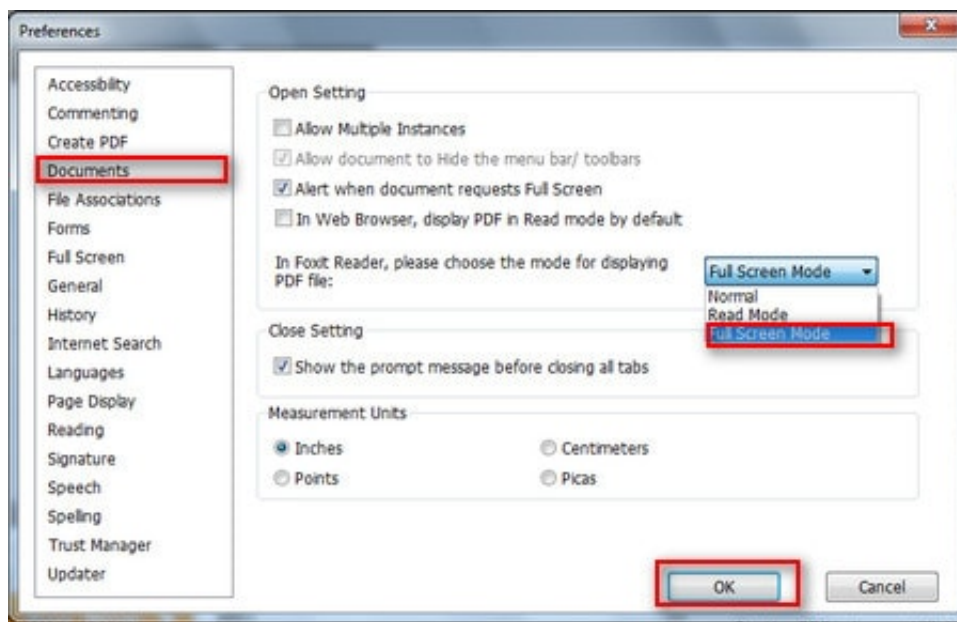 Preferences
Accessibility
Commenting
Create PDF
Documents
File Associations
Forms
Full Screen
General
History
Internet Search
Languages
Page Display
Reading
Signature
Speech
Spelling
Trust Manager
Updater
Open Setting
Allow Multiple Instances
Allow document to Hide the menu bar/ toolbars
Alert when document requests Full Screen
In Web Browser, display PDF in Read mode by default
In Foxit Reader, please choose the mode for displaying
PDF file:
Full Screen Mode
Normal
Read Mode
Full Screen Mode
Close Setting
Show the prompt message before closing all tabs
Measurement Units
Inches
Centimeters
Points
Picas
OK
Cancel